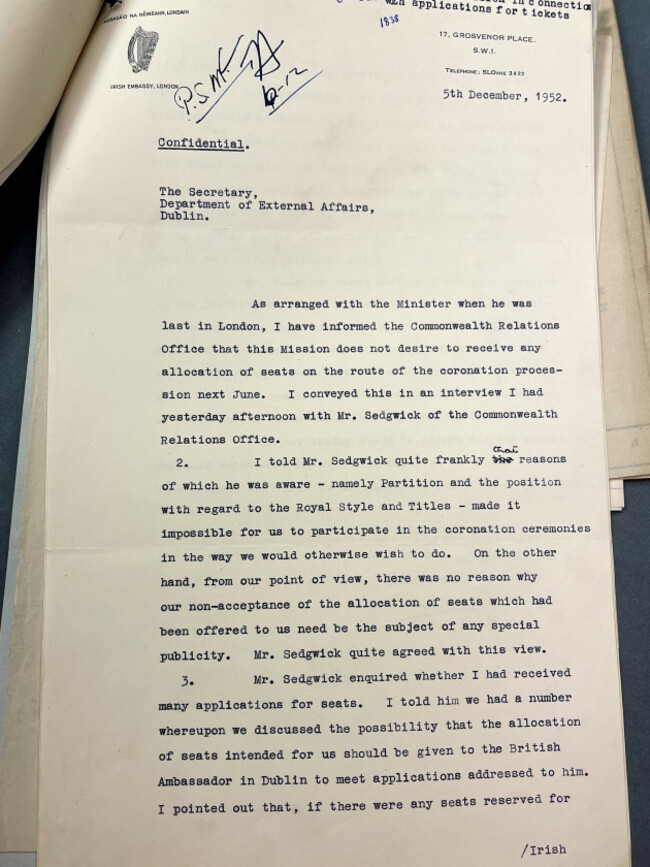 in connection
with applications for tickets
1838
AMBASÁID NA hÉIREANN, LONDAIN
17, GROSVENOR PLACE,
S.W.1.
TELEPHONE: SLOANE 3433
IRISH EMBASSY, LONDON
P.S.M.
6-12
5th December, 1952.
Confidential.
The Secretary,
Department of External Affairs,
Dublin.
As arranged with the Minister when he was
last in London, I have informed the Commonwealth Relations
Office that this Mission does not desire to receive any
allocation of seats on the route of the coronation proces-
sion next June. I conveyed this in an interview I had
yesterday afternoon with Mr. Sedgwick of the Commonwealth
Relations Office.
2. I told Mr. Sedgwick quite frankly that the reasons
of which he was aware - namely Partition and the position
with regard to the Royal Style and Titles - made it
impossible for us to participate in the coronation ceremonies
in the way we would otherwise wish to do. On the other
hand, from our point of view, there was no reason why
our non-acceptance of the allocation of seats which had
been offered to us need be the subject of any special
publicity. Mr. Sedgwick quite agreed with this view.
3. Mr. Sedgwick enquired whether I had received
many applications for seats. I told him we had a number
whereupon we discussed the possibility that the allocation
of seats intended for us should be given to the British
Ambassador in Dublin to meet applications addressed to him.
I pointed out that, if there were any seats reserved for
/Irish